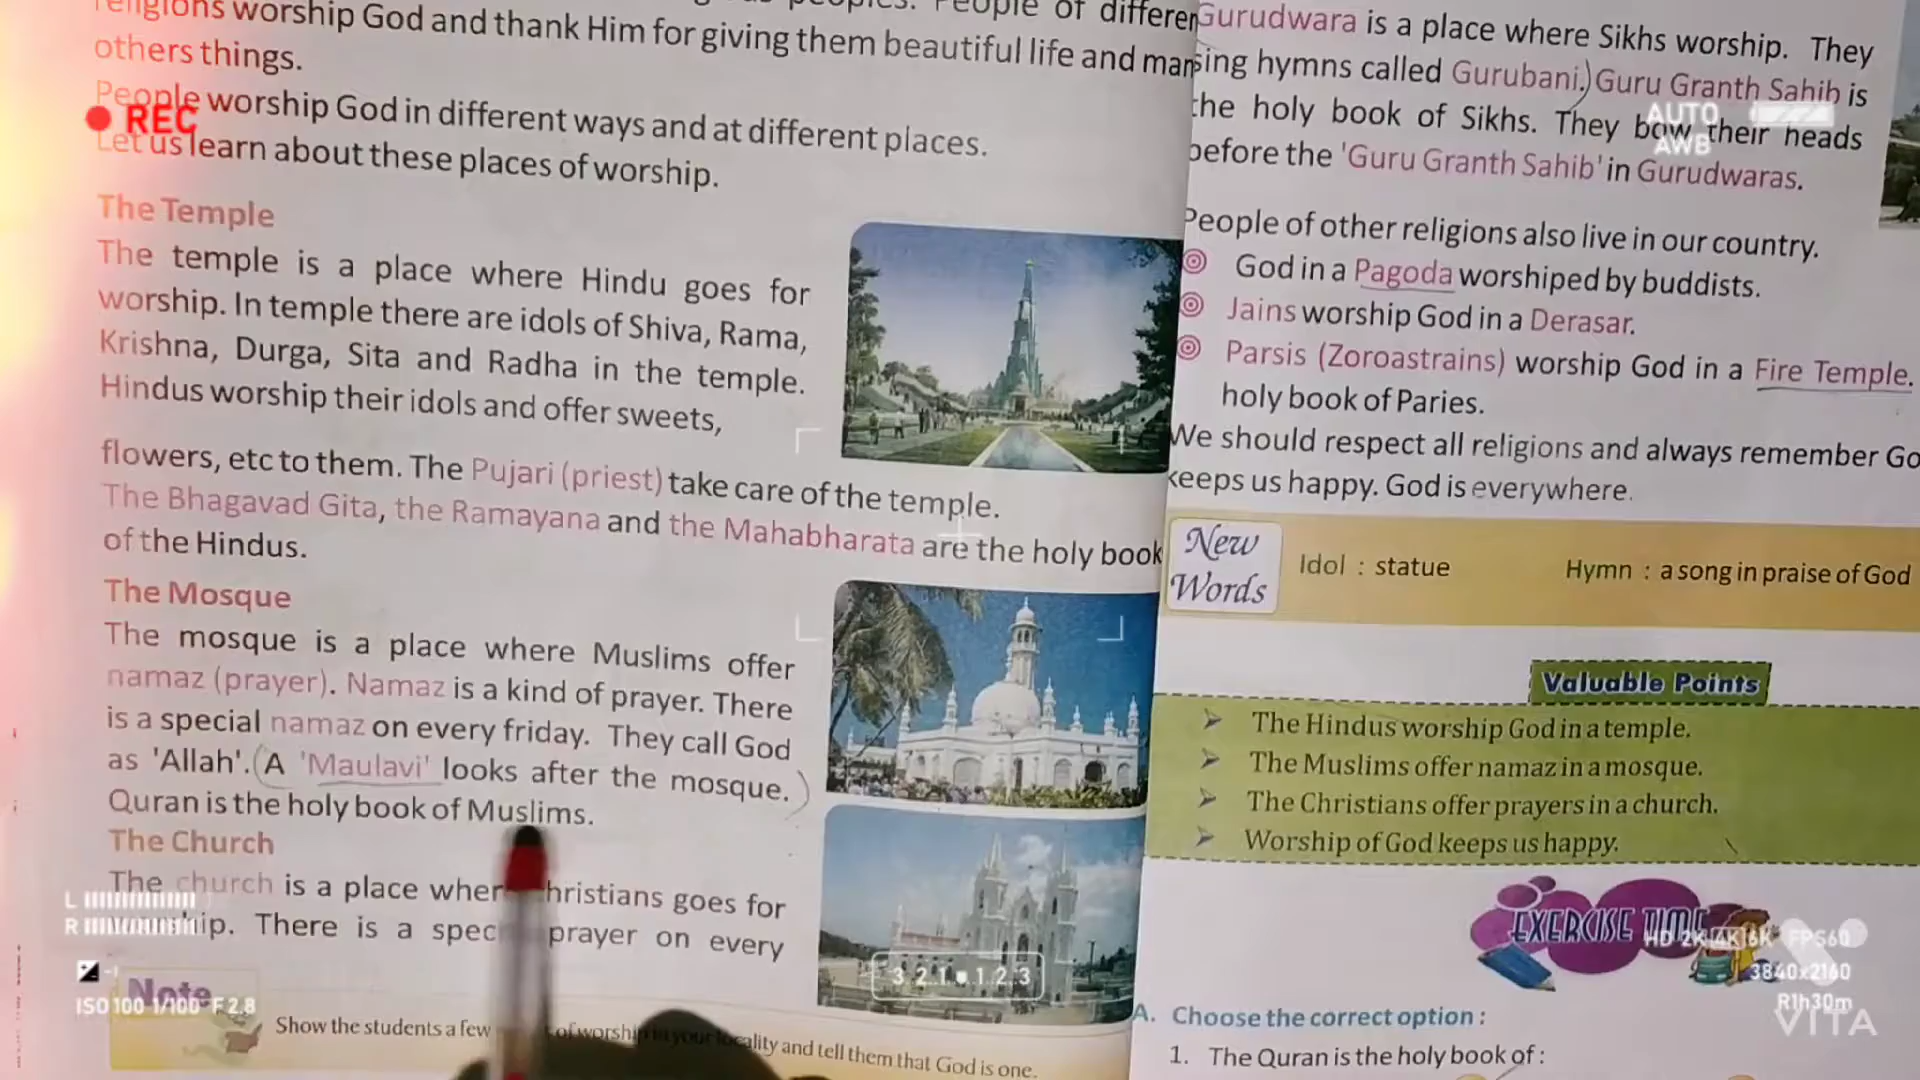 religions worship God and thank Him for giving them beautiful life and man
others things.
People worship God in different ways and at different places.
Let us learn about these places of worship.
The Temple
The temple is a place where Hindu goes for
worship. In temple there are idols of Shiva, Rama,
Krishna, Durga, Sita and Radha in the temple.
Hindus worship their idols and offer sweets,
flowers, etc to them. The Pujari (priest) take care of the temple.
The Bhagavad Gita, the Ramayana and the Mahabharata are the holy book
of the Hindus.
The Mosque
The mosque is a place where Muslims offer
namaz (prayer). Namaz is a kind of prayer. There
is a special namaz on every friday. They call God
as 'Allah'. (A 'Maulavi' looks after the mosque.)
Quran is the holy book of Muslims.
The Church
The church is a place where Christians goes for
There is a prayer on every
Note
Show the students a few of worship in your locality and tell them that God is one.
Gurudwara is a place where Sikhs worship. They
sing hymns called Gurubani.) Guru Granth Sahib is
the holy book of Sikhs. They bow their heads
before the 'Guru Granth Sahib' in Gurudwaras.
People of other religions also live in our country.
God in a Pagoda worshiped by buddists.
Jains worship God in a Derasar.
Parsis (Zoroastrains) worship God in a Fire Temple.
holy book of Paries.
We should respect all religions and always remember Go
keeps us happy. God is everywhere.
New Words
Idol : statue
Hymn : a song in praise of God
Valuable Points
The Hindus worship God in a temple.
The Muslims offer namaz in a mosque.
The Christians offer prayers in a church.
Worship of God keeps us happy.
EXERCISE TIME
A. Choose the correct option :
1. The Quran is the holy book of :
REC
AUTO
AWB
L
R
-1
ISO 100 1/100 F 2.8
3 2 1 1 2 3
HD 2K 4K 6K FPS60
3840x2160
R1h30m
VITA